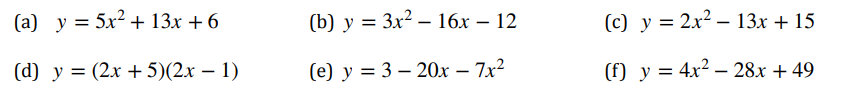 (a) y = 5x² + 13x + 6 (b) y = 3x² – 16x – 12 (c) y = 2x² – 13x + 15
(d) y = (2x + 5)(2x – 1) (e) y = 3 – 20x – 7x² (f) y = 4x² – 28x + 49